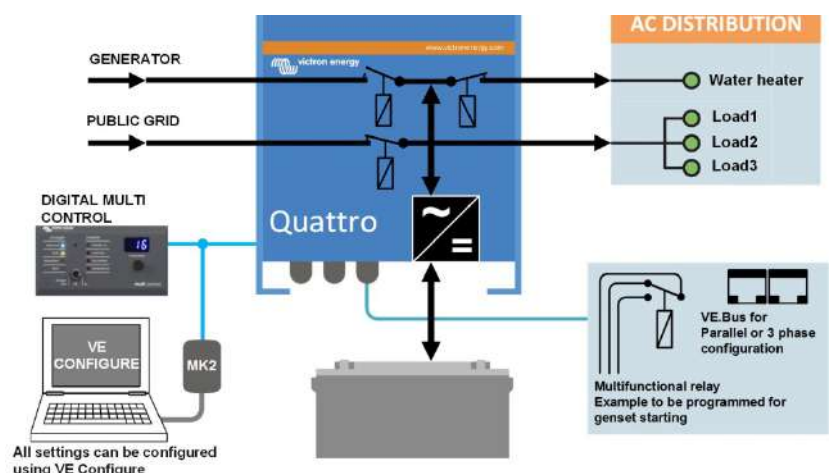 AC DISTRIBUTION
GENERATOR
www.victronenergy.com
victron energy
Water heater
PUBLIC GRID
Load1
Load2
Load3
DIGITAL MULTI
CONTROL
16
Quattro
VE
CONFIGURE
MK2
VE.Bus for
Parallel or 3 phase
configuration
Multifunctional relay
Example to be programmed for
genset starting
All settings can be configured
using VE Configure